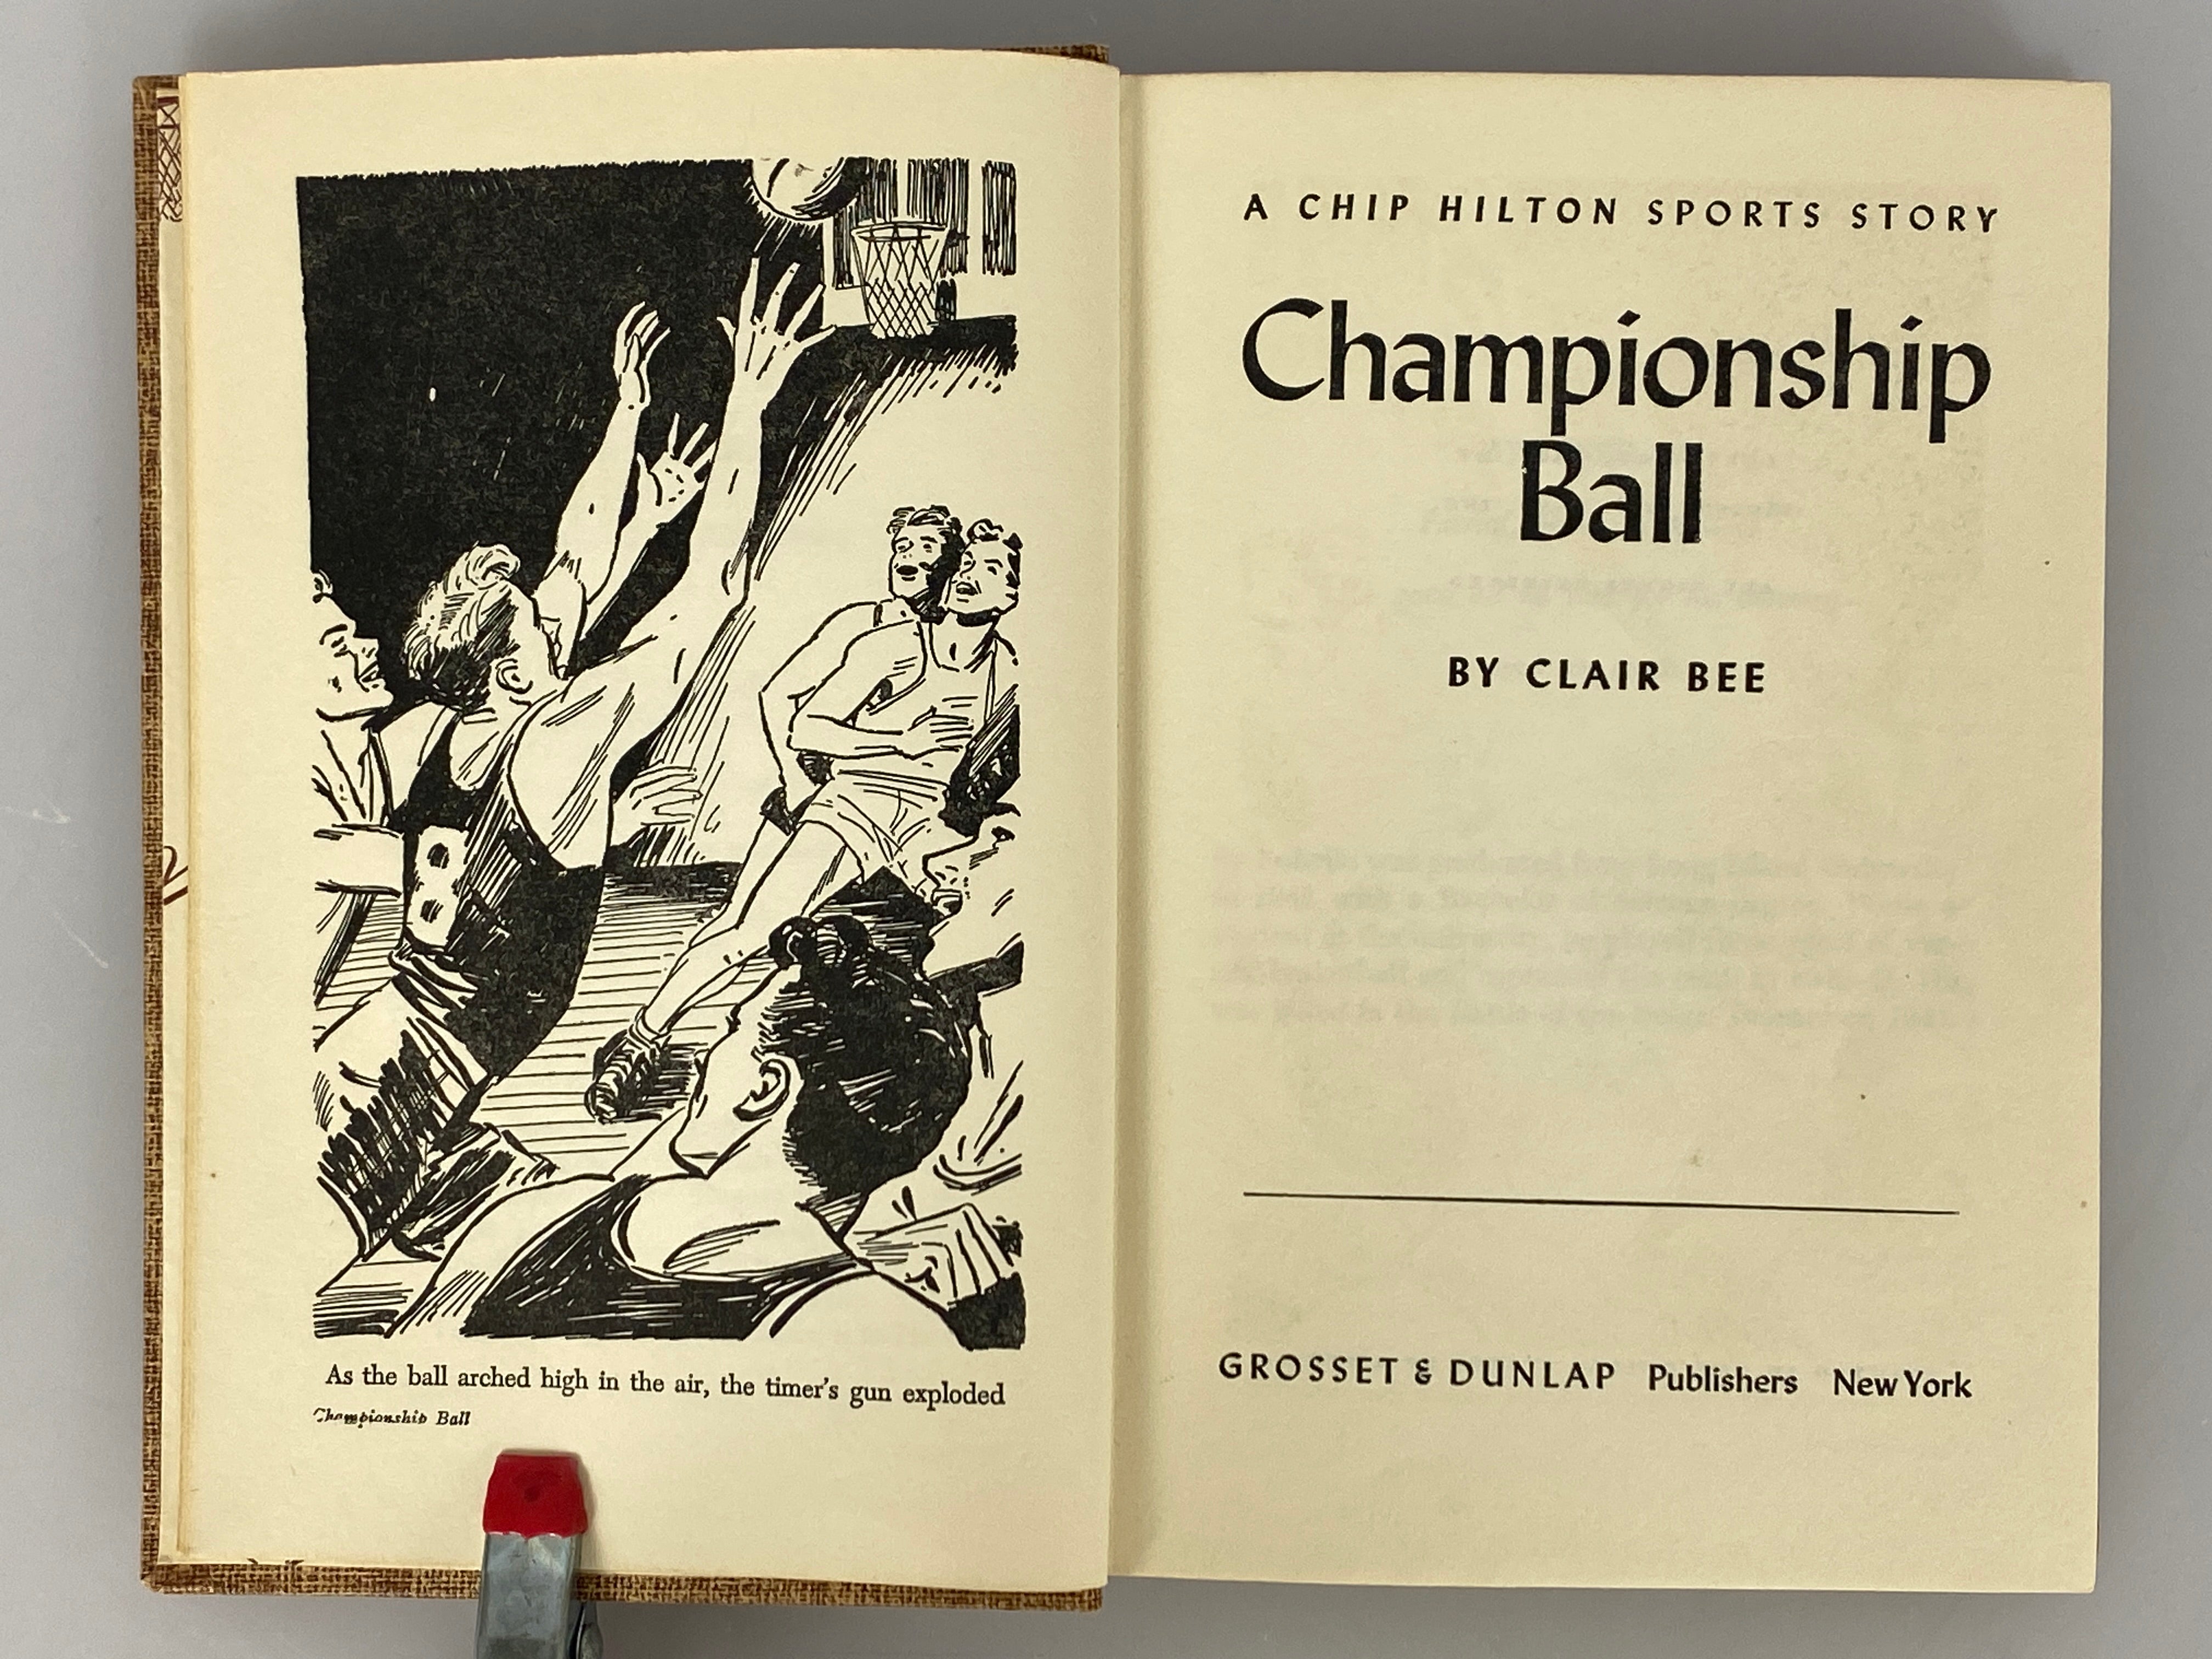 As the ball arched high in the air, the timer's gun exploded
Championship Ball
A CHIP HILTON SPORTS STORY
Championship
Ball
BY CLAIR BEE
GROSSET & DUNLAP Publishers New York